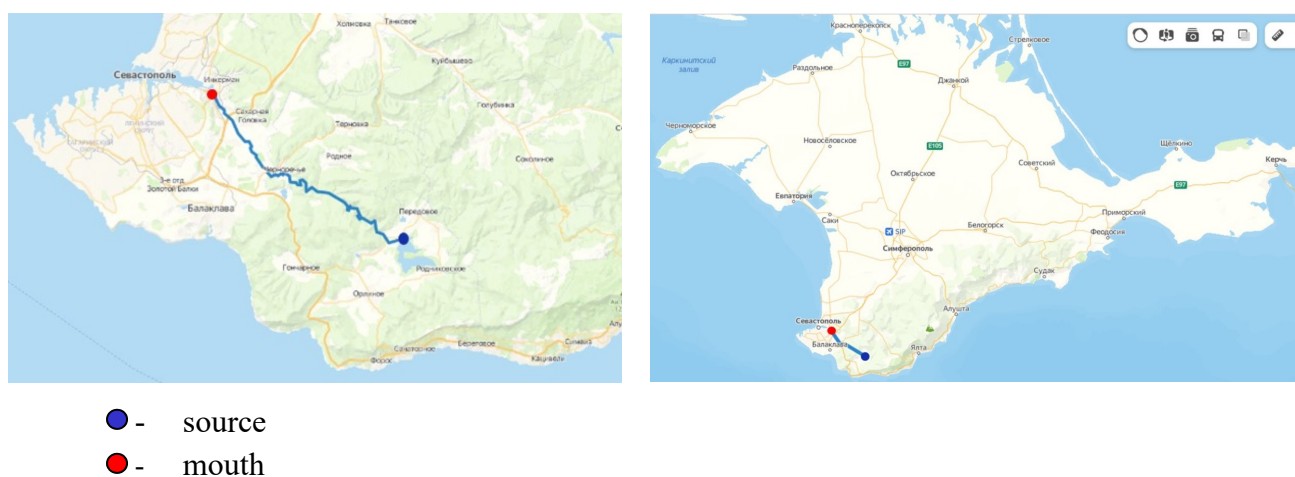 Холмовка
Танковое
Севастополь
Инкерман
Куйбышево
Сахарная
Головка
Голубинка
Терновка
Родное
Соколиное
Черноречье
3-е отд.
Золотой Балки
Балаклава
Передовое
Гончарное
Родниковское
Орлиное
Санаторное
Береговое
Симеиз
Форос
Кацивели
Красноперекопск
Стрелковое
Каркинитский
залив
E97
Раздольное
Джанкой
Черноморское
Новосёловское
E105
Щёлкино
Советский
Керчь
Октябрьское
E97
Евпатория
Саки
Приморский
Белогорск
SIP
Феодосия
Симферополь
Судак
Алушта
Севастополь
Балаклава
Ялта
- source
- mouth